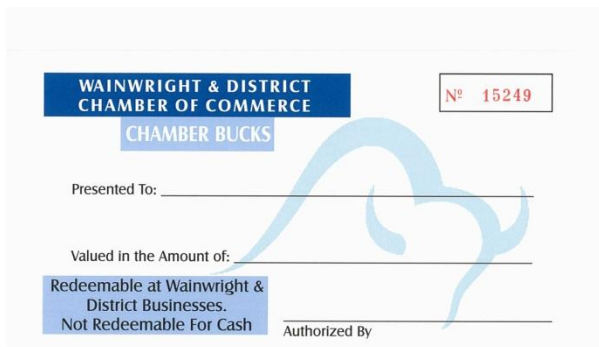 WAINWRIGHT & DISTRICT
CHAMBER OF COMMERCE
Nº 15249
CHAMBER BUCKS
Presented To:
Valued in the Amount of:
Redeemable at Wainwright &
District Businesses.
Not Redeemable For Cash
Authorized By